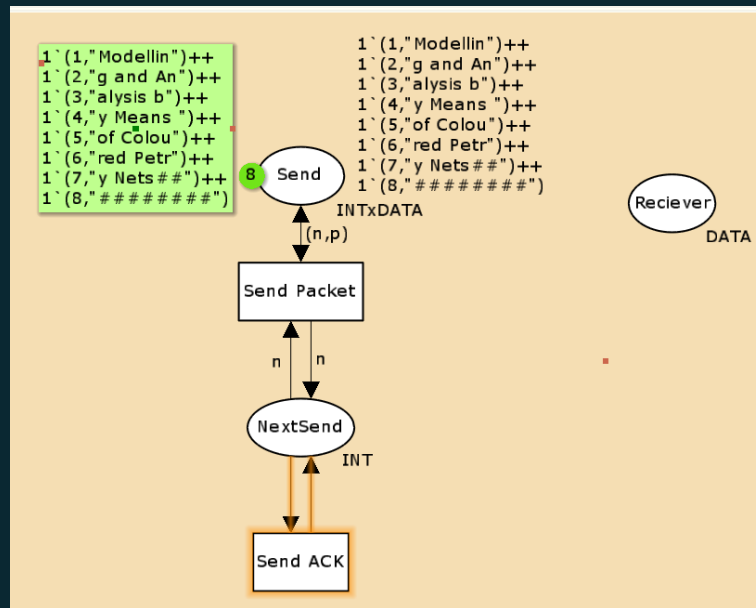 1`(1,"Modellin")++
1`(2,"g and An")++
1`(3,"alysis b")++
1`(4,"y Means ")++
1`(5,"of Colou")++
1`(6,"red Petr")++
1`(7,"y Nets##")++
1`(8,"########")
1`(1,"Modellin")++
1`(2,"g and An")++
1`(3,"alysis b")++
1`(4,"y Means ")++
1`(5,"of Colou")++
1`(6,"red Petr")++
1`(7,"y Nets##")++
1`(8,"########")
8
Send
INTxDATA
Reciever
DATA
(n,p)
Send Packet
n
n
NextSend
INT
Send ACK